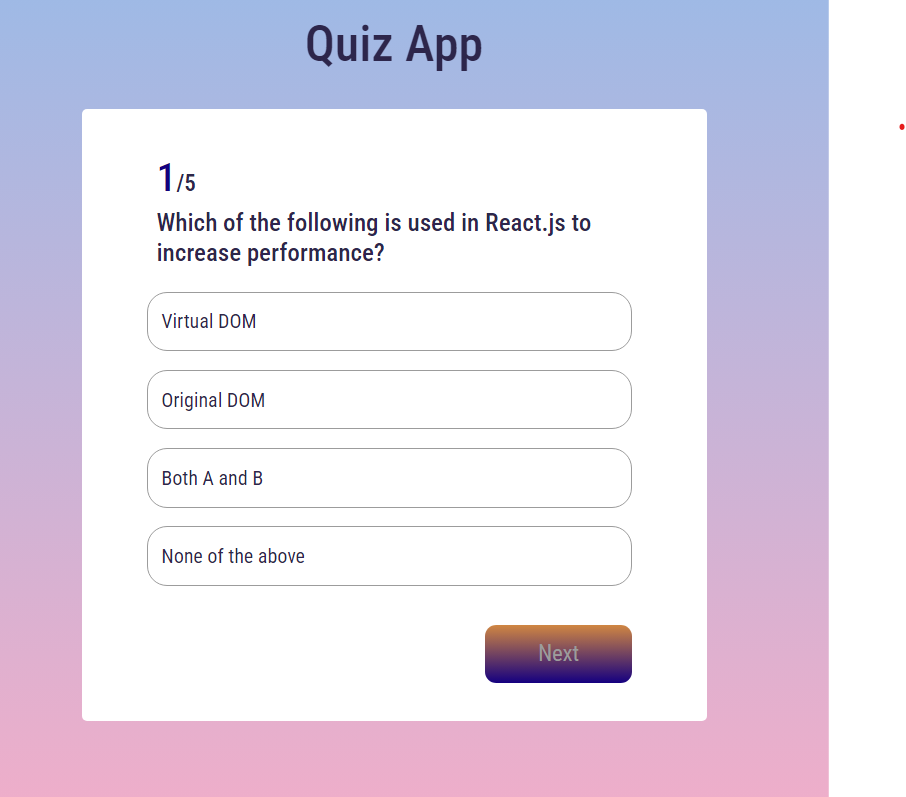 Quiz App
1/5
Which of the following is used in React.js to
increase performance?
Virtual DOM
Original DOM
Both A and B
None of the above
Next